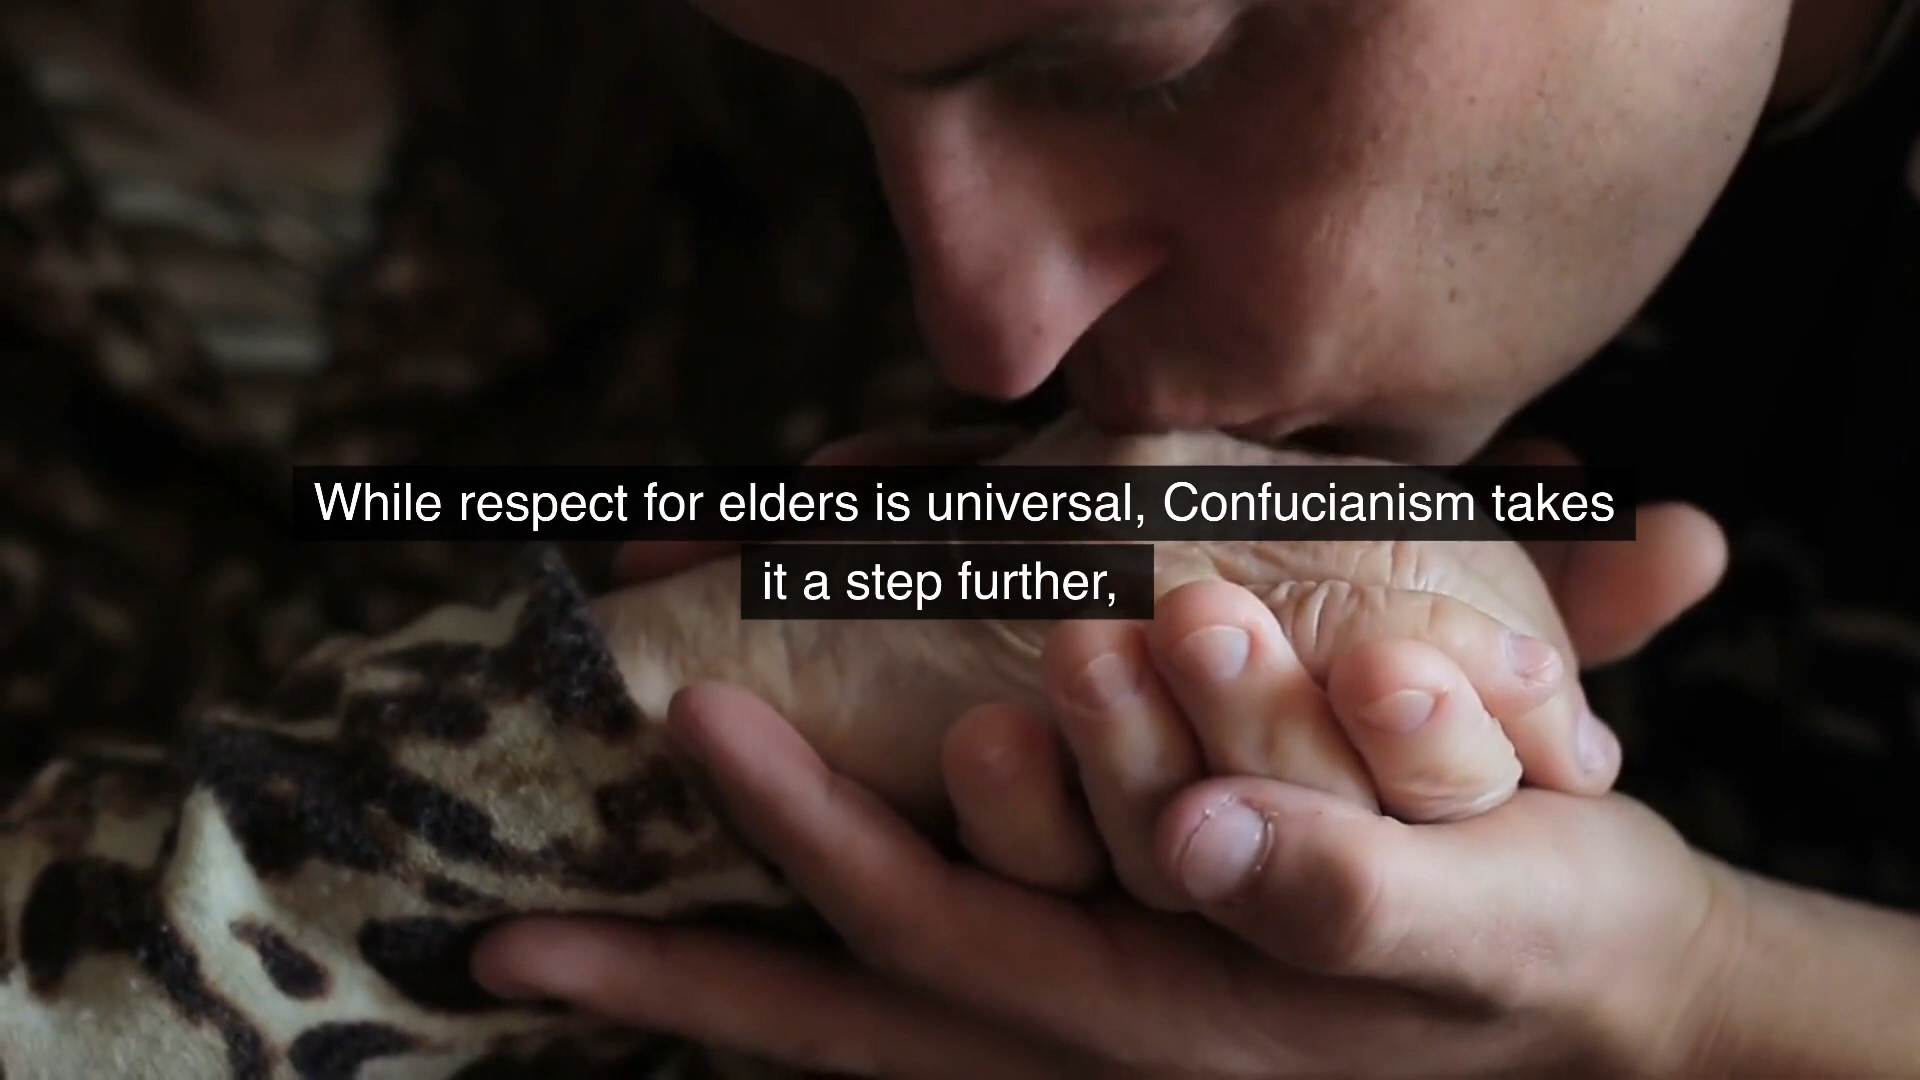 While respect for elders is universal, Confucianism takes
it a step further,